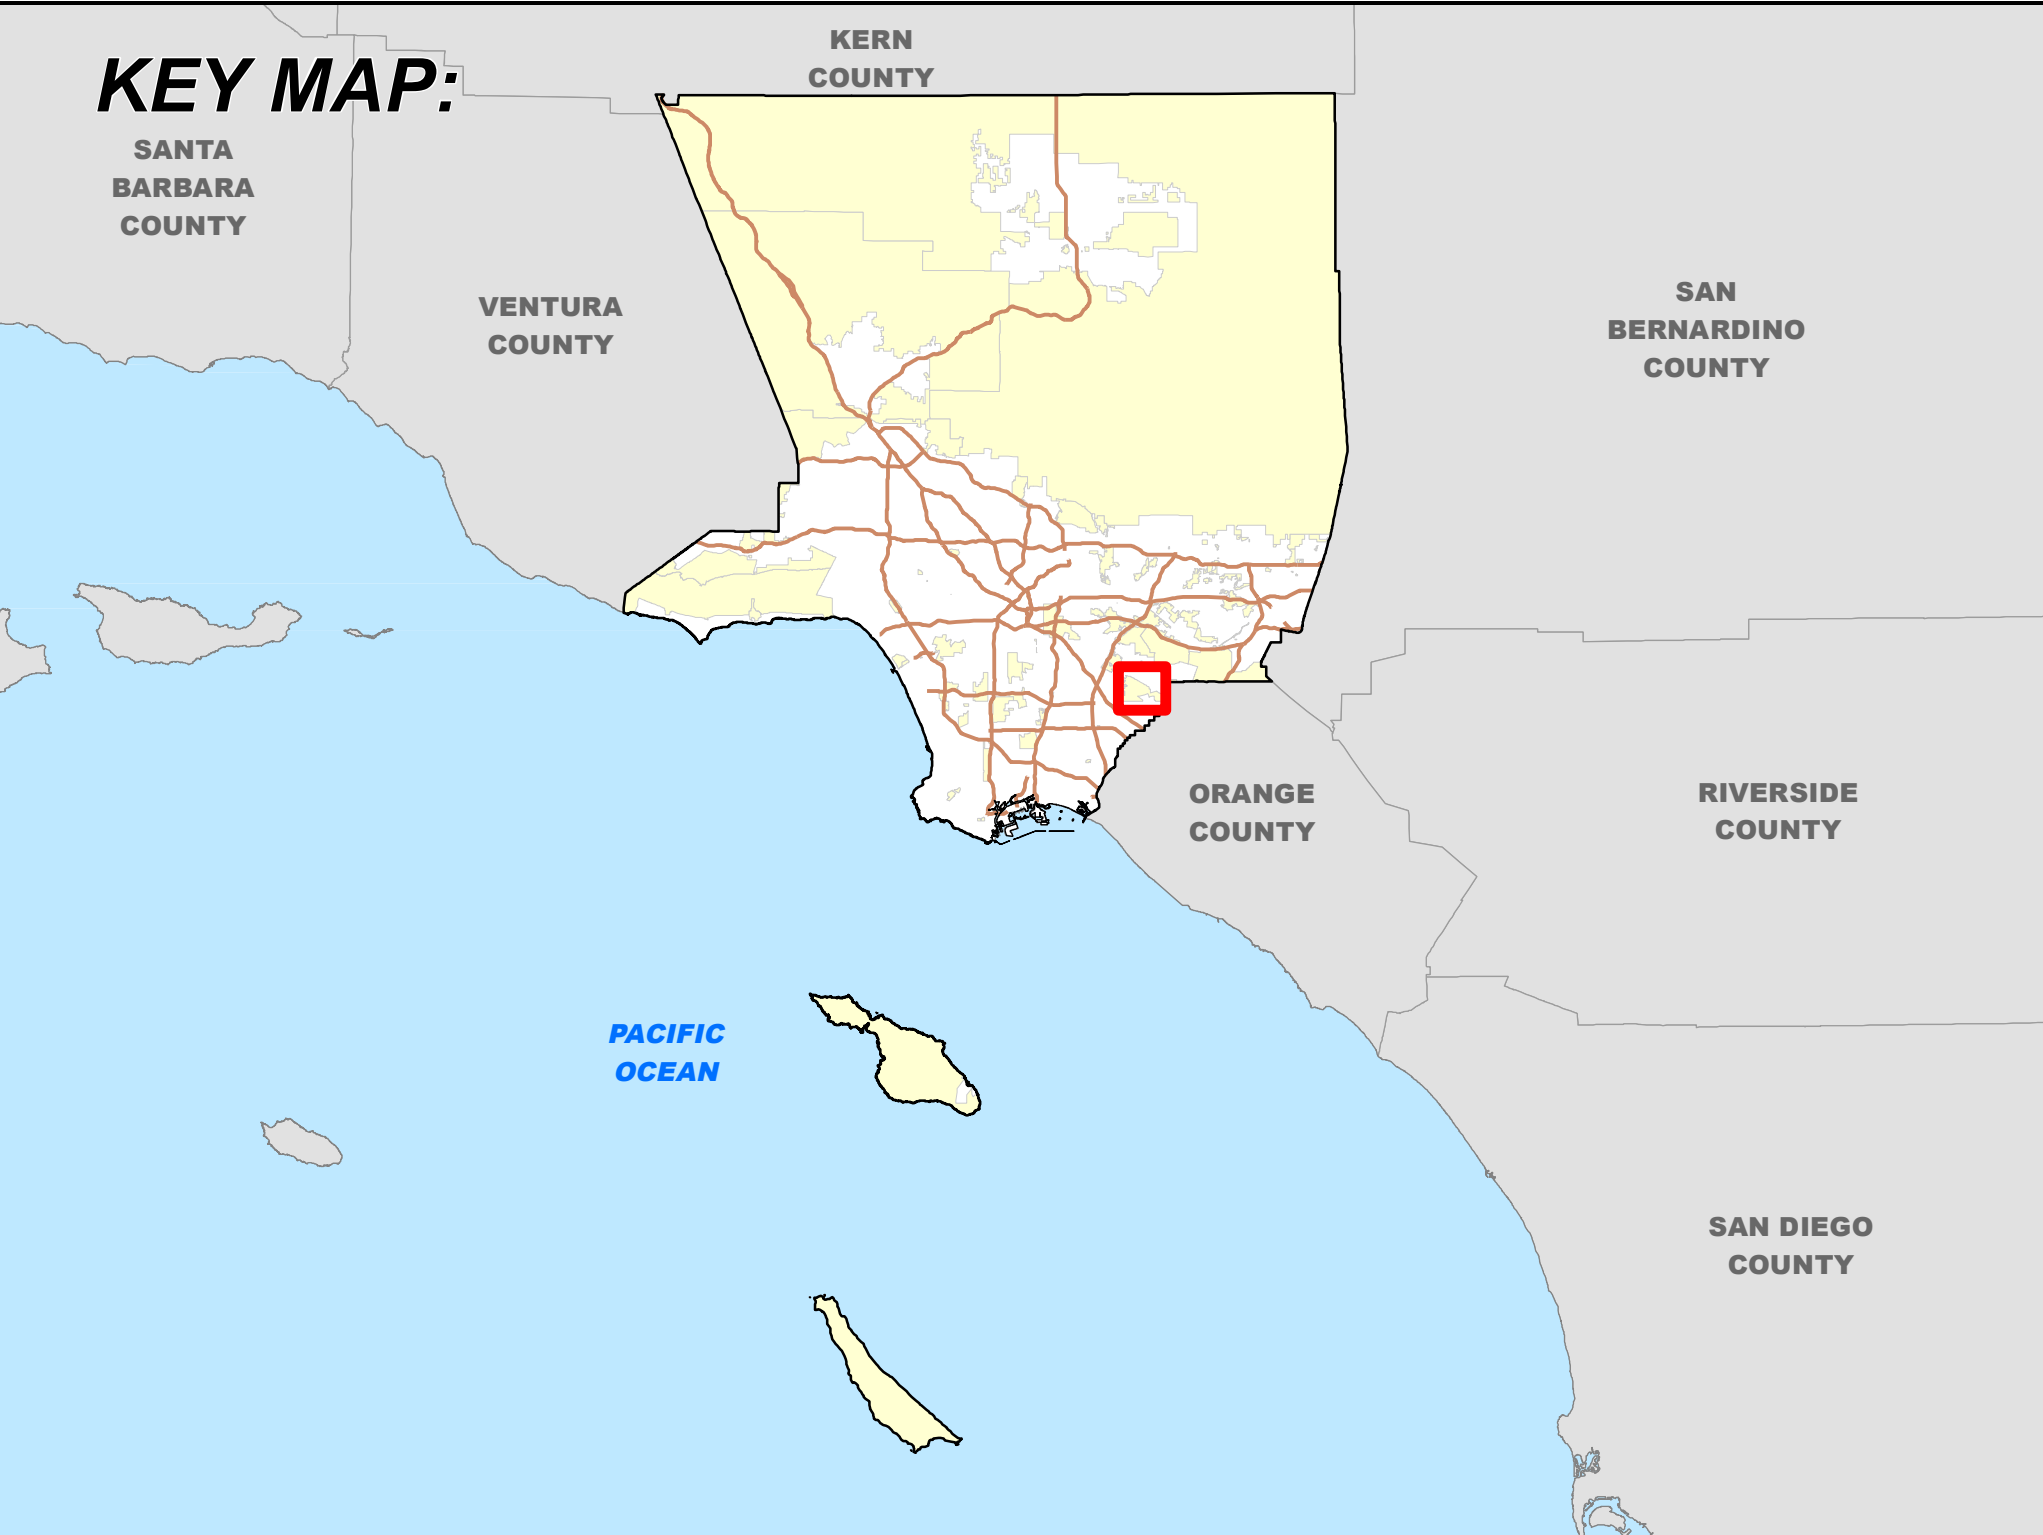 KEY MAP:
KERN
COUNTY
SANTA
BARBARA
COUNTY
VENTURA
COUNTY
SAN
BERNARDINO
COUNTY
ORANGE
COUNTY
RIVERSIDE
COUNTY
PACIFIC
OCEAN
SAN DIEGO
COUNTY